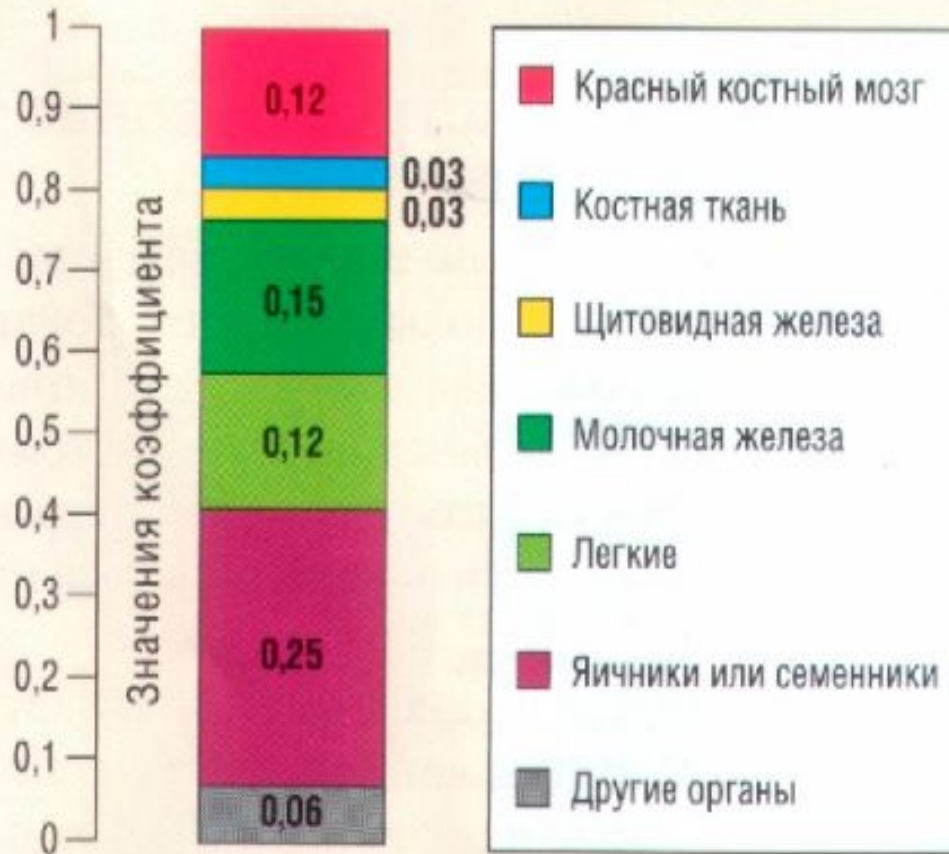 1
0,9
0,8
0,7
0,6
0,5
0,4
0,3
0,2
0,1
0
Значения коэффициента
0,12
0,03
0,03
0,15
0,12
0,25
0,06
Красный костный мозг
Костная ткань
Щитовидная железа
Молочная железа
Легкие
Яичники или семенники
Другие органы